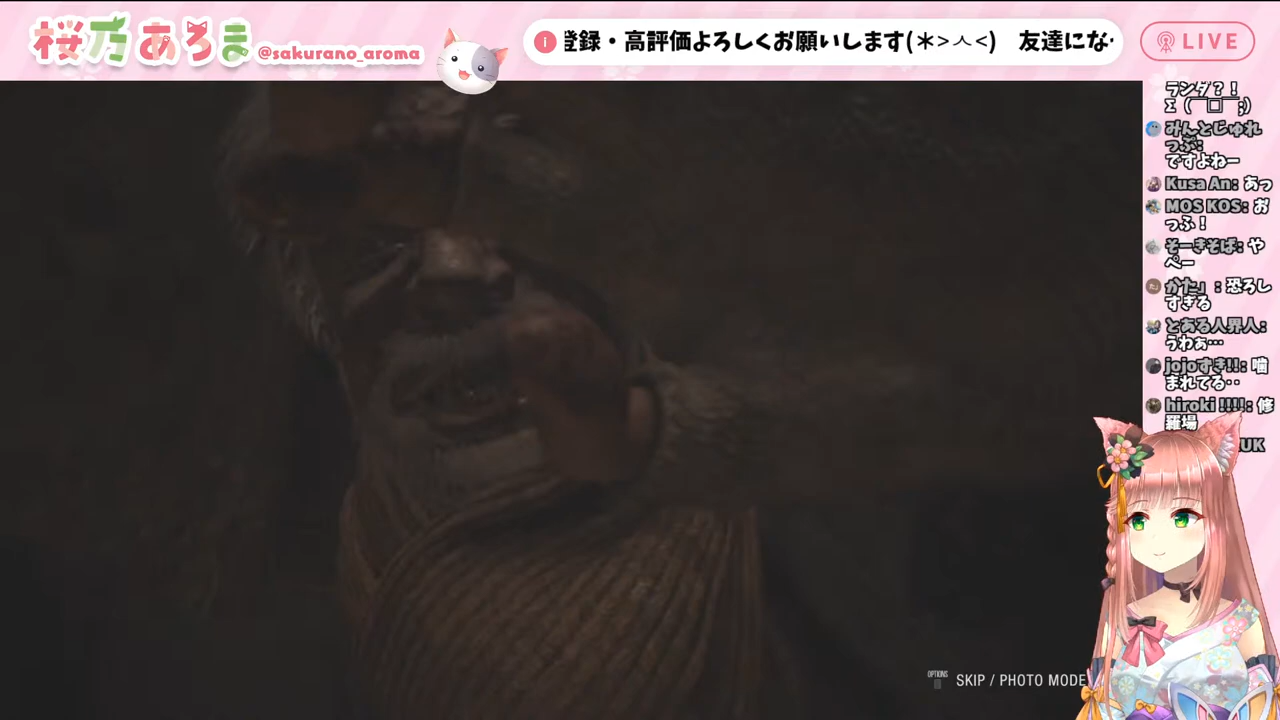 桜乃あろま
@sakurano_aroma
登録・高評価よろしくお願いします(＊>ㅅ<)　友達にな
LIVE
ランダ？！
Σ（￣□￣;）
みんとじゅれ
っぷ:
ですよねー
Kusa An: あっ
MOS KOS: お
っふ！
そーきそば: や
べー
かた」: 恐ろし
すぎる
とある人界人:
うわぁ…
jojoすき!!: 噛
まれてる‥
hiroki !!!!: 修
羅場
UK
OPTIONS
SKIP / PHOTO MODE